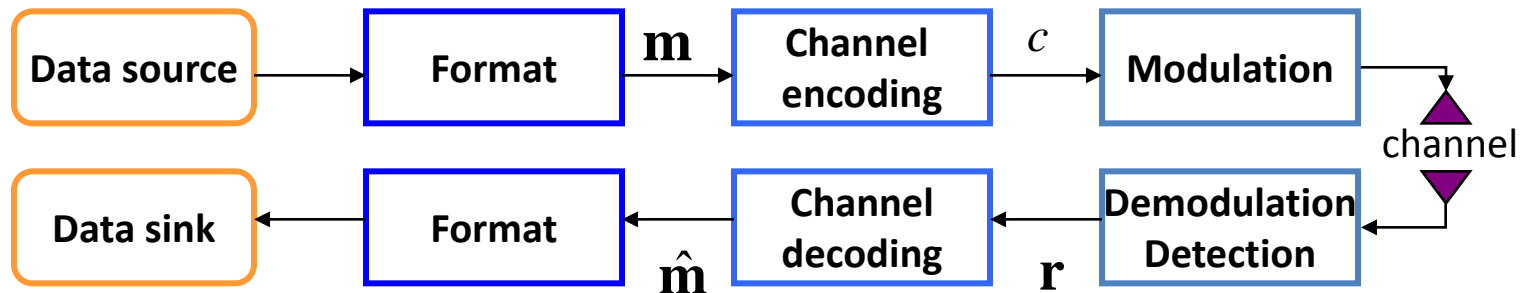 Data source
Format
m
Channel
encoding
c
Modulation
channel
Data sink
Format
m̂
Channel
decoding
r
Demodulation
Detection